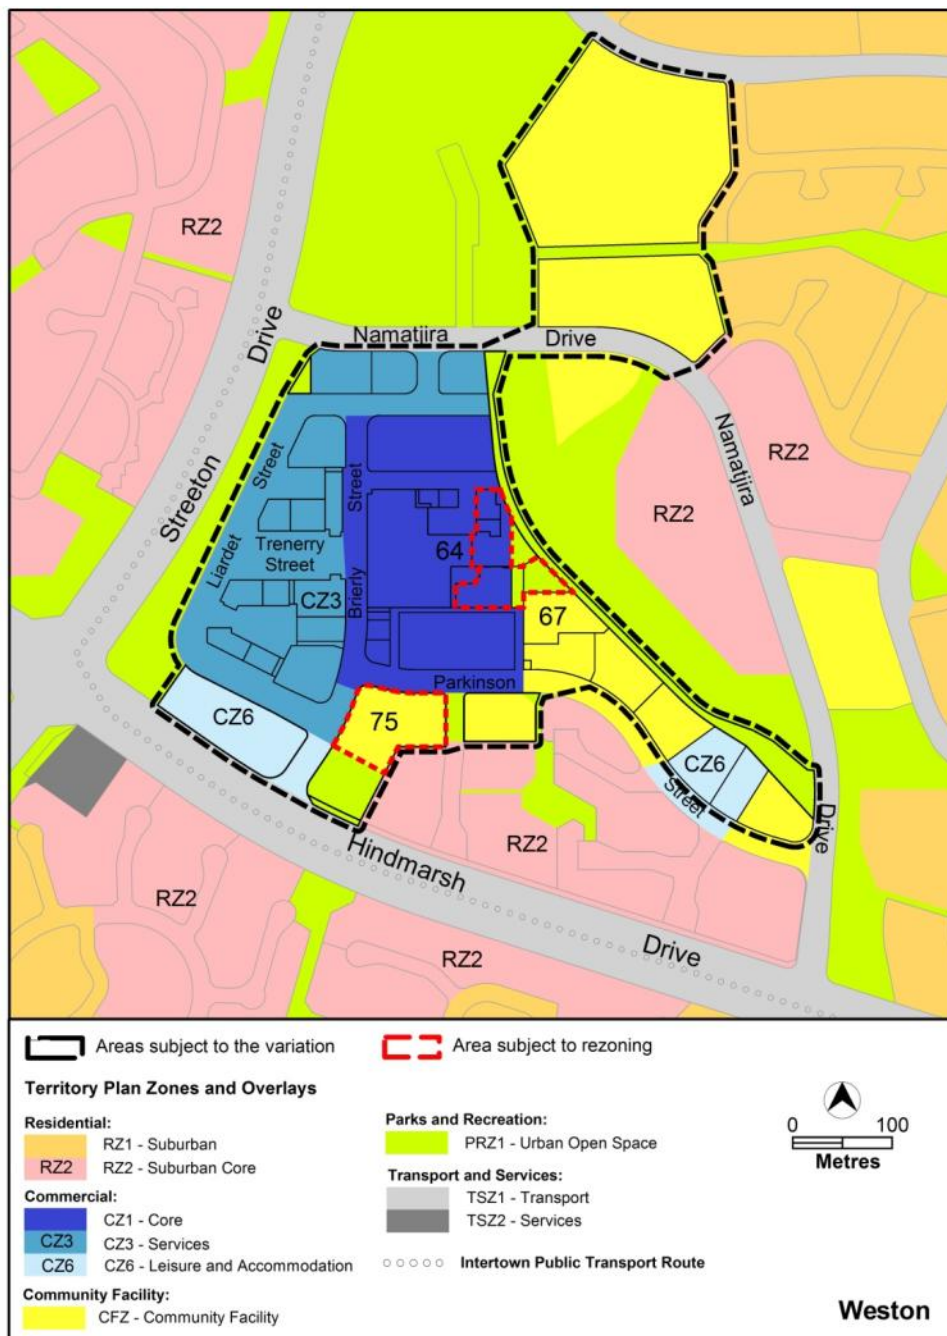 RZ2
Drive
Namatjira
Drive
Namatjira
RZ2
Street
Street
RZ2
Streeton
64
Liardet
Trenerry
Street
Brierly
CZ3
67
Parkinson
CZ6
75
CZ6
Street
Drive
Hindmarsh
RZ2
RZ2
RZ2
Drive
Areas subject to the variation
Area subject to rezoning
Territory Plan Zones and Overlays
Residential:
RZ1 - Suburban
RZ2 RZ2 - Suburban Core
Commercial:
CZ1 - Core
CZ3 CZ3 - Services
CZ6 CZ6 - Leisure and Accommodation
Community Facility:
CFZ - Community Facility
Parks and Recreation:
PRZ1 - Urban Open Space
Transport and Services:
TSZ1 - Transport
TSZ2 - Services
Intertown Public Transport Route
0 100
Metres
Weston